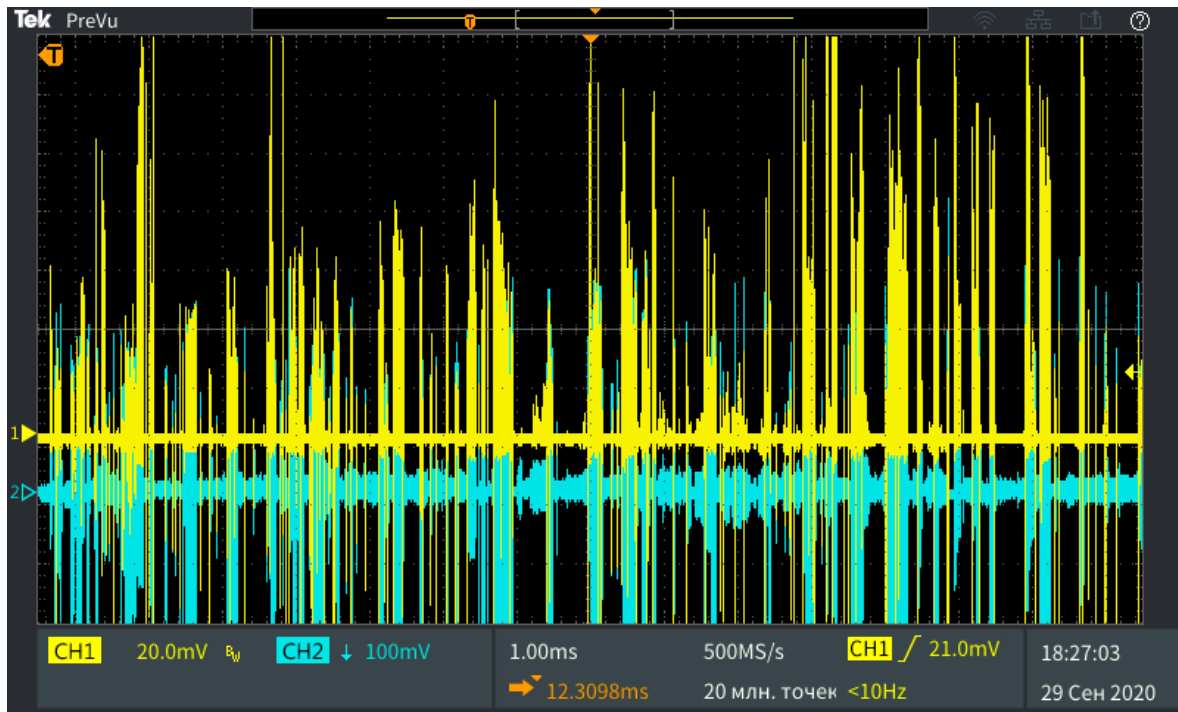 Tek PreVu
T
T
1
2
CH1 20.0mV BW CH2 ↓ 100mV 1.00ms 500MS/s CH1 21.0mV 18:27:03
12.3098ms 20 млн. точек <10Hz 29 Сен 2020